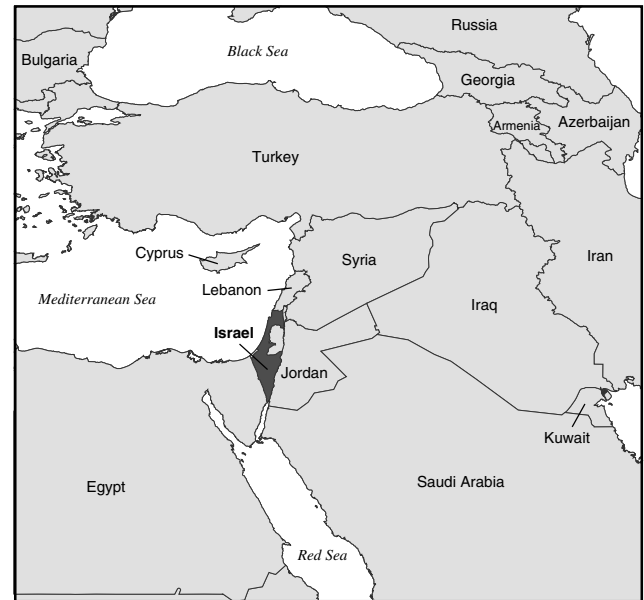 Russia
Black Sea
Bulgaria
Georgia
Armenia
Azerbaijan
Turkey
Cyprus
Syria
Iran
Lebanon
Mediterranean Sea
Iraq
Israel
Jordan
Kuwait
Egypt
Saudi Arabia
Red Sea